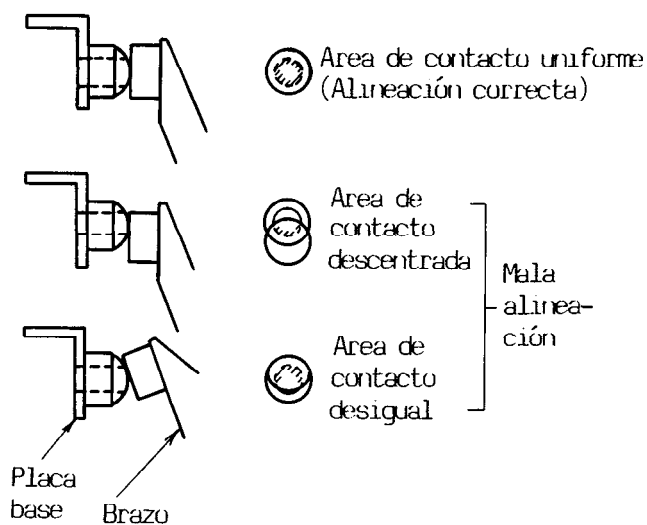 Area de contacto uniforme
(Alineación correcta)
Area de
contacto
descentrada
Mala
alinea-
ción
Area de
contacto
desigual
Placa
base
Brazo